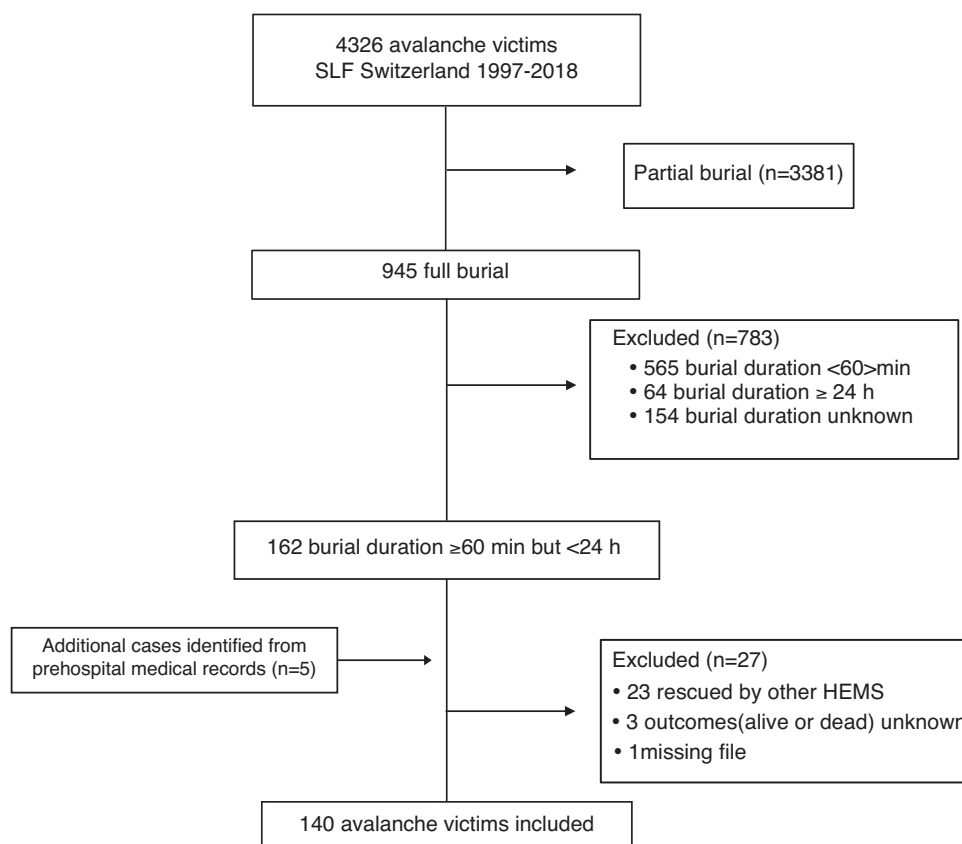 4326 avalanche victims
SLF Switzerland 1997-2018
Partial burial (n=3381)
945 full burial
Excluded (n=783)
• 565 burial duration <60>min
• 64 burial duration ≥ 24 h
• 154 burial duration unknown
162 burial duration ≥60 min but <24 h
Additional cases identified from
prehospital medical records (n=5)
Excluded (n=27)
• 23 rescued by other HEMS
• 3 outcomes(alive or dead) unknown
• 1missing file
140 avalanche victims included